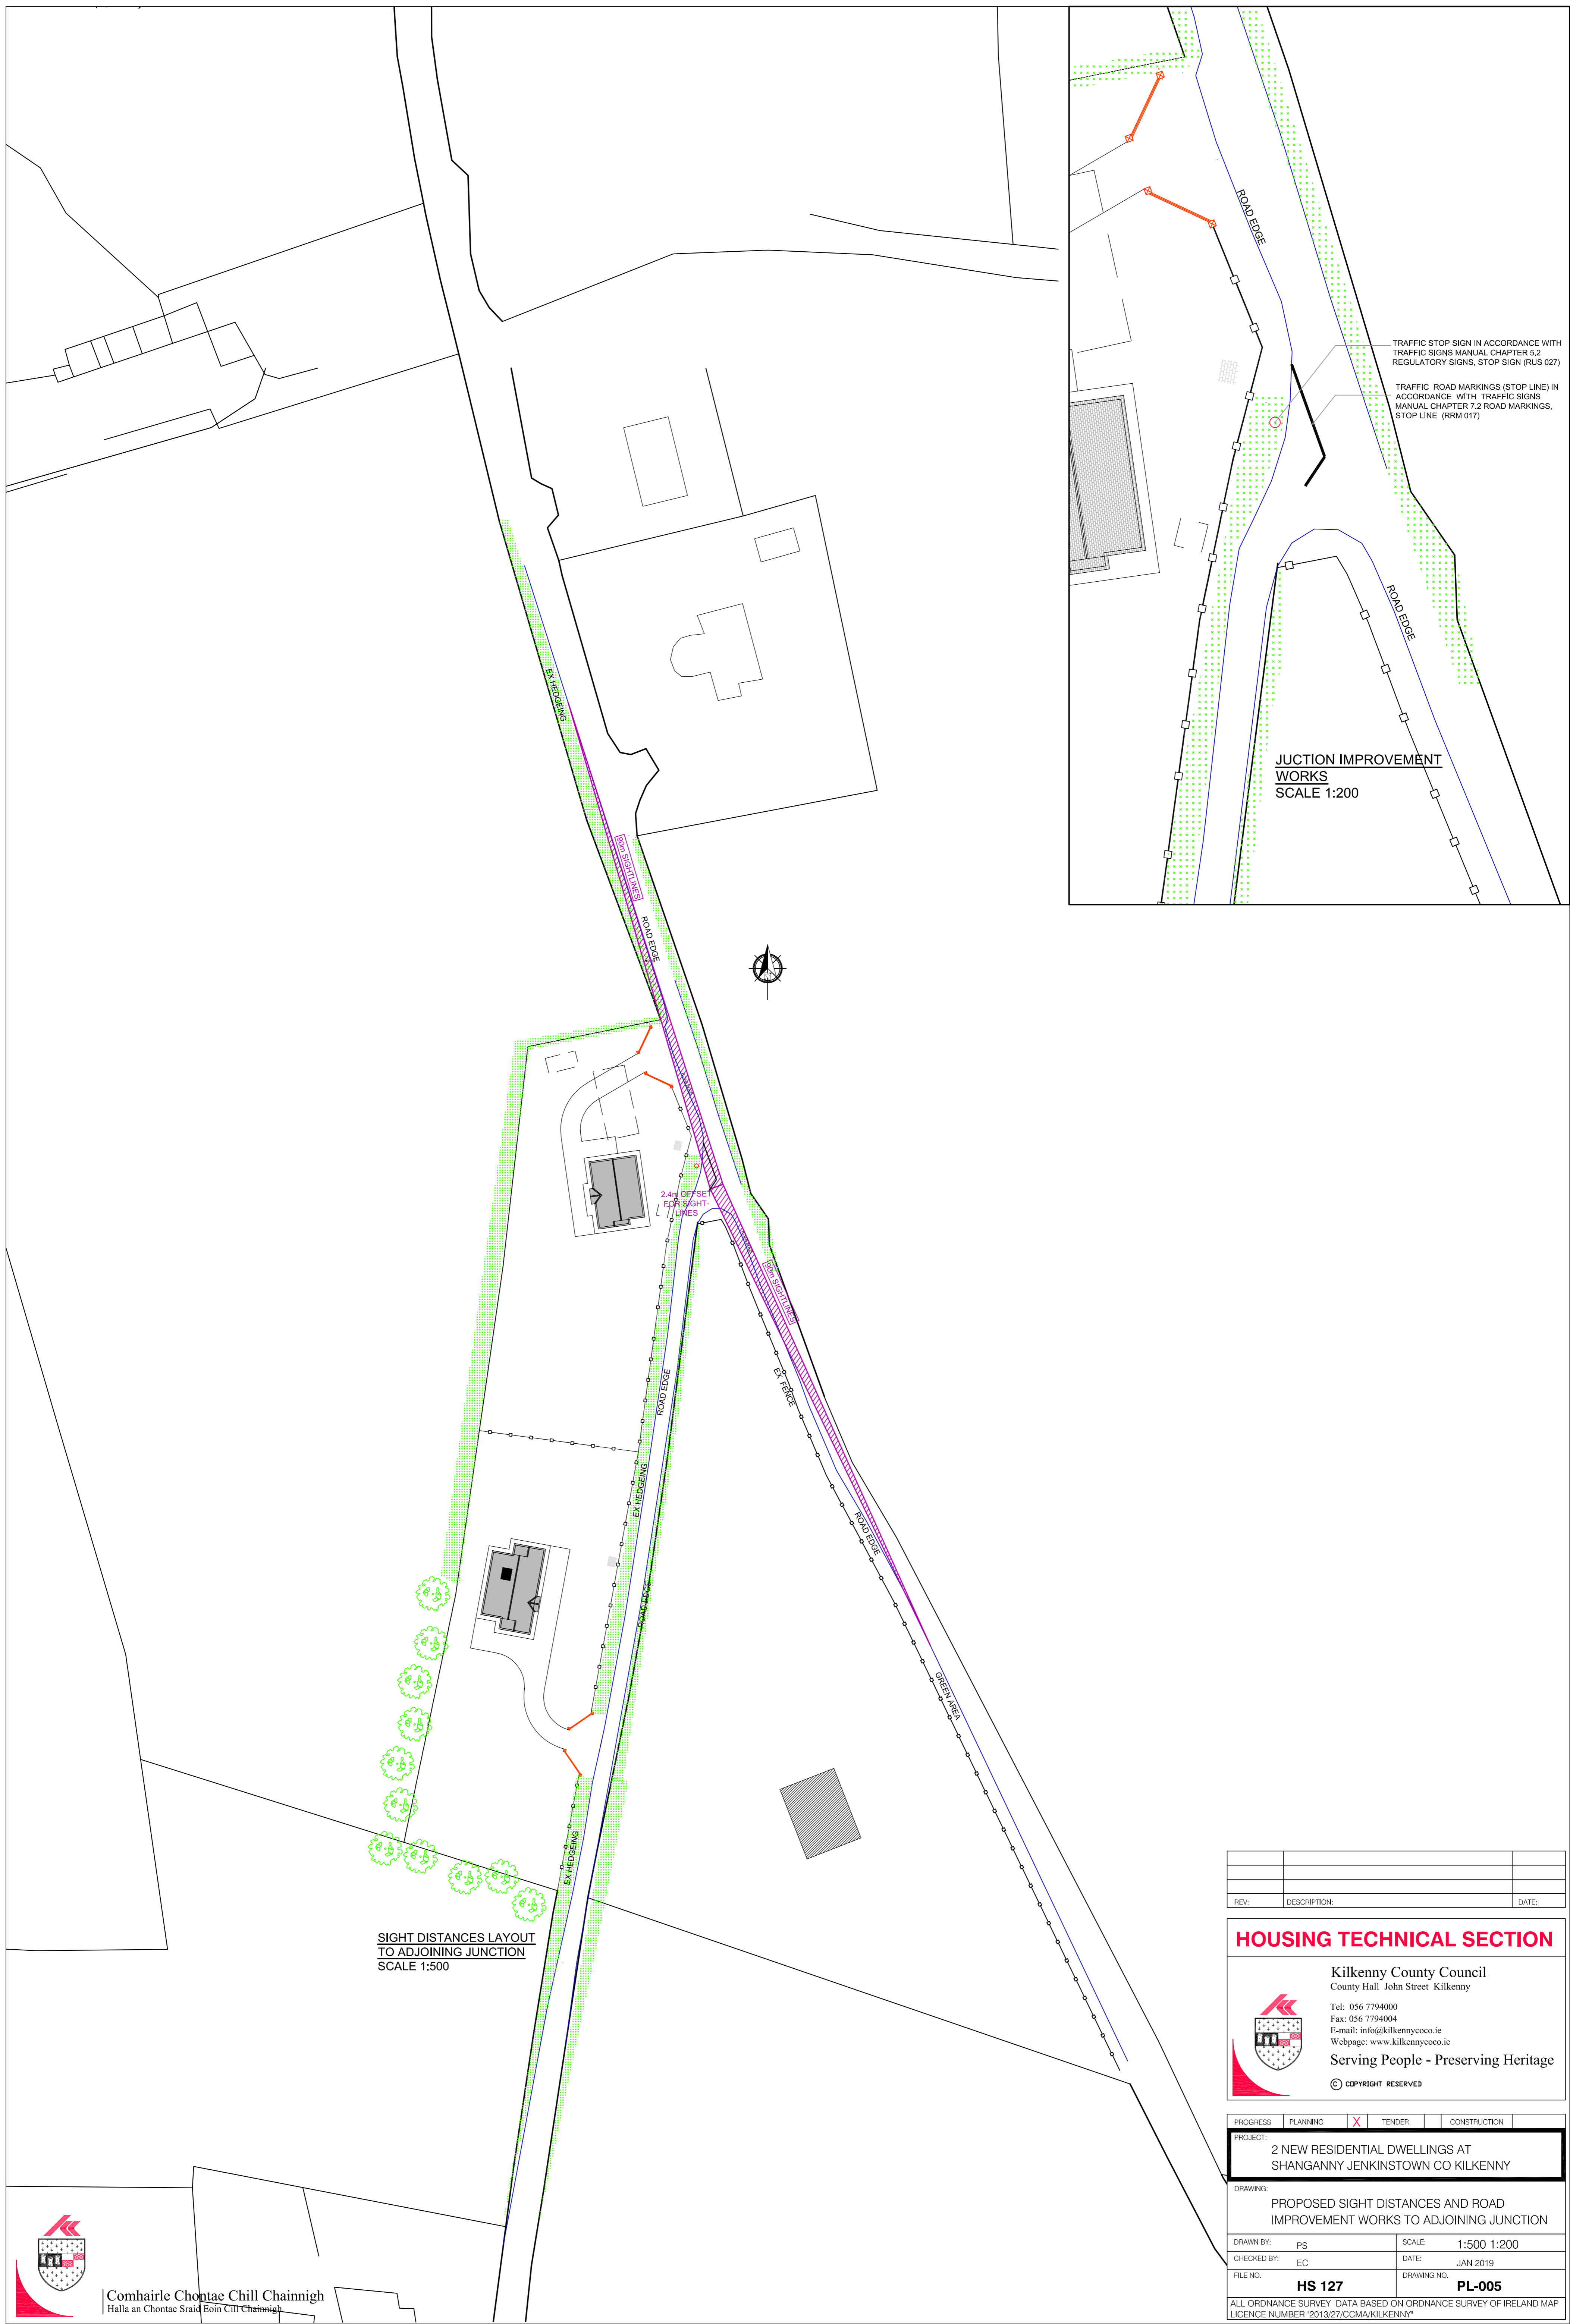 TRAFFIC STOP SIGN IN ACCORDANCE WITH
TRAFFIC SIGNS MANUAL CHAPTER 5.2
REGULATORY SIGNS, STOP SIGN (RUS 027)
TRAFFIC ROAD MARKINGS (STOP LINE) IN
ACCORDANCE WITH TRAFFIC SIGNS
MANUAL CHAPTER 7.2 ROAD MARKINGS,
STOP LINE (RRM 017)
ROAD EDGE
ROAD EDGE
JUCTION IMPROVEMENT
WORKS
SCALE 1:200
EX HEDGEING
90m SIGHTLINES
ROAD EDGE
2.4m OFFSET
FOR SIGHT-
LINES
90m SIGHTLINES
EX FENCE
ROAD EDGE
EX HEDGEING
ROAD EDGE
ROAD EDGE
GREEN AREA
EX HEDGEING
SIGHT DISTANCES LAYOUT
TO ADJOINING JUNCTION
SCALE 1:500
REV: DESCRIPTION: DATE:
HOUSING TECHNICAL SECTION
Kilkenny County Council
County Hall John Street Kilkenny
Tel: 056 7794000
Fax: 056 7794004
E-mail: info@kilkennycoco.ie
Webpage: www.kilkennycoco.ie
Serving People - Preserving Heritage
© COPYRIGHT RESERVED
PROGRESS PLANNING X TENDER CONSTRUCTION
PROJECT:
2 NEW RESIDENTIAL DWELLINGS AT
SHANGANNY JENKINSTOWN CO KILKENNY
DRAWING:
PROPOSED SIGHT DISTANCES AND ROAD
IMPROVEMENT WORKS TO ADJOINING JUNCTION
DRAWN BY: PS SCALE: 1:500 1:200
CHECKED BY: EC DATE: JAN 2019
FILE NO. HS 127 DRAWING NO. PL-005
ALL ORDNANCE SURVEY DATA BASED ON ORDNANCE SURVEY OF IRELAND MAP
LICENCE NUMBER "2013/27/CCMA/KILKENNY"
Comhairle Chontae Chill Chainnigh
Halla an Chontae Sraid Eoin Cill Chainnigh